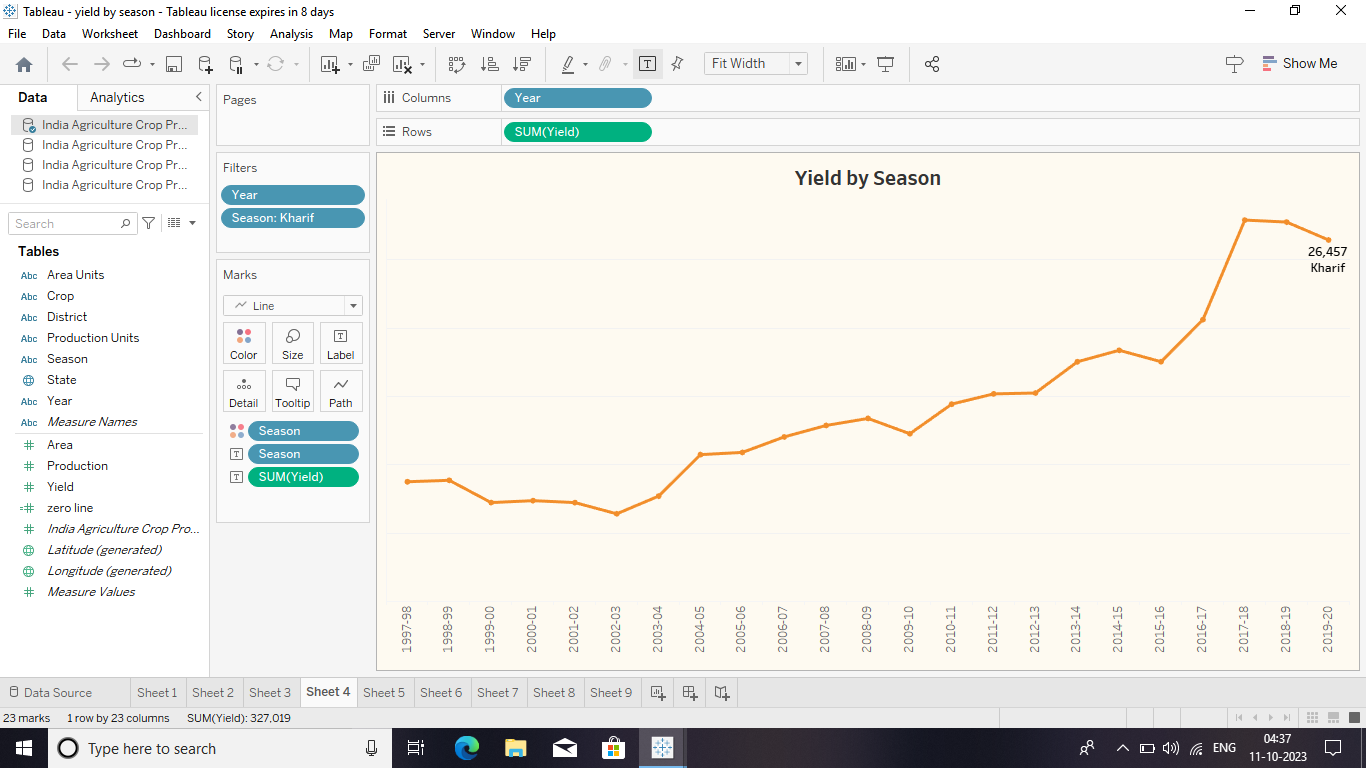 Tableau - yield by season - Tableau license expires in 8 days
File Data Worksheet Dashboard Story Analysis Map Format Server Window Help
Fit Width
Show Me
Data Analytics
India Agriculture Crop Pr...
India Agriculture Crop Pr...
India Agriculture Crop Pr...
India Agriculture Crop Pr...
Search
Tables
Abc Area Units
Abc Crop
Abc District
Abc Production Units
Abc Season
State
Abc Year
Abc Measure Names
# Area
# Production
# Yield
=# zero line
# India Agriculture Crop Pro...
Latitude (generated)
Longitude (generated)
# Measure Values
Pages
Filters
Year
Season: Kharif
Marks
Line
Color Size Label
Detail Tooltip Path
Season
Season
SUM(Yield)
Columns Year
Rows SUM(Yield)
Yield by Season
26,457
Kharif
1997-98
1998-99
1999-00
2000-01
2001-02
2002-03
2003-04
2004-05
2005-06
2006-07
2007-08
2008-09
2009-10
2010-11
2011-12
2012-13
2013-14
2014-15
2015-16
2016-17
2017-18
2018-19
2019-20
Data Source Sheet 1 Sheet 2 Sheet 3 Sheet 4 Sheet 5 Sheet 6 Sheet 7 Sheet 8 Sheet 9
23 marks 1 row by 23 columns SUM(Yield): 327,019
Type here to search
ENG
04:37
11-10-2023